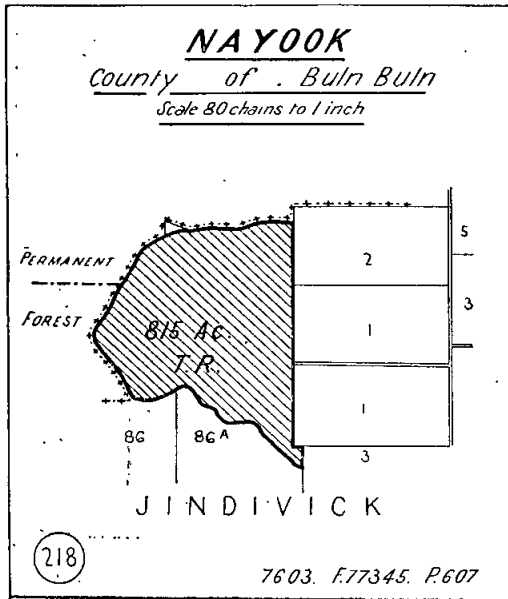 NAYOOK
County of . Buln Buln
Scale 80 chains to 1 inch
S
2
PERMANENT
3
FOREST
815 Ac.
T.R.
1
1
86
86A
3
JINDIVICK
218
7603. F.77345. P.607